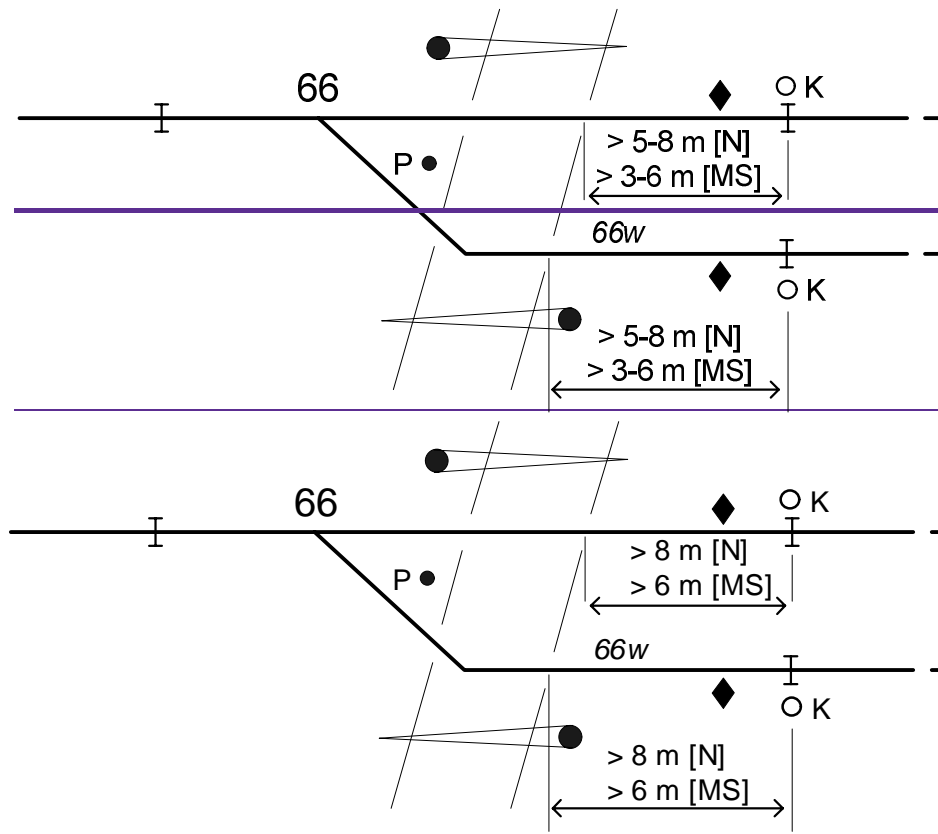 66
K
> 5-8 m [N]
P
> 3-6 m [MS]
66w
K
> 5-8 m [N]
> 3-6 m [MS]
66
K
> 8 m [N]
P
> 6 m [MS]
66w
K
> 8 m [N]
> 6 m [MS]